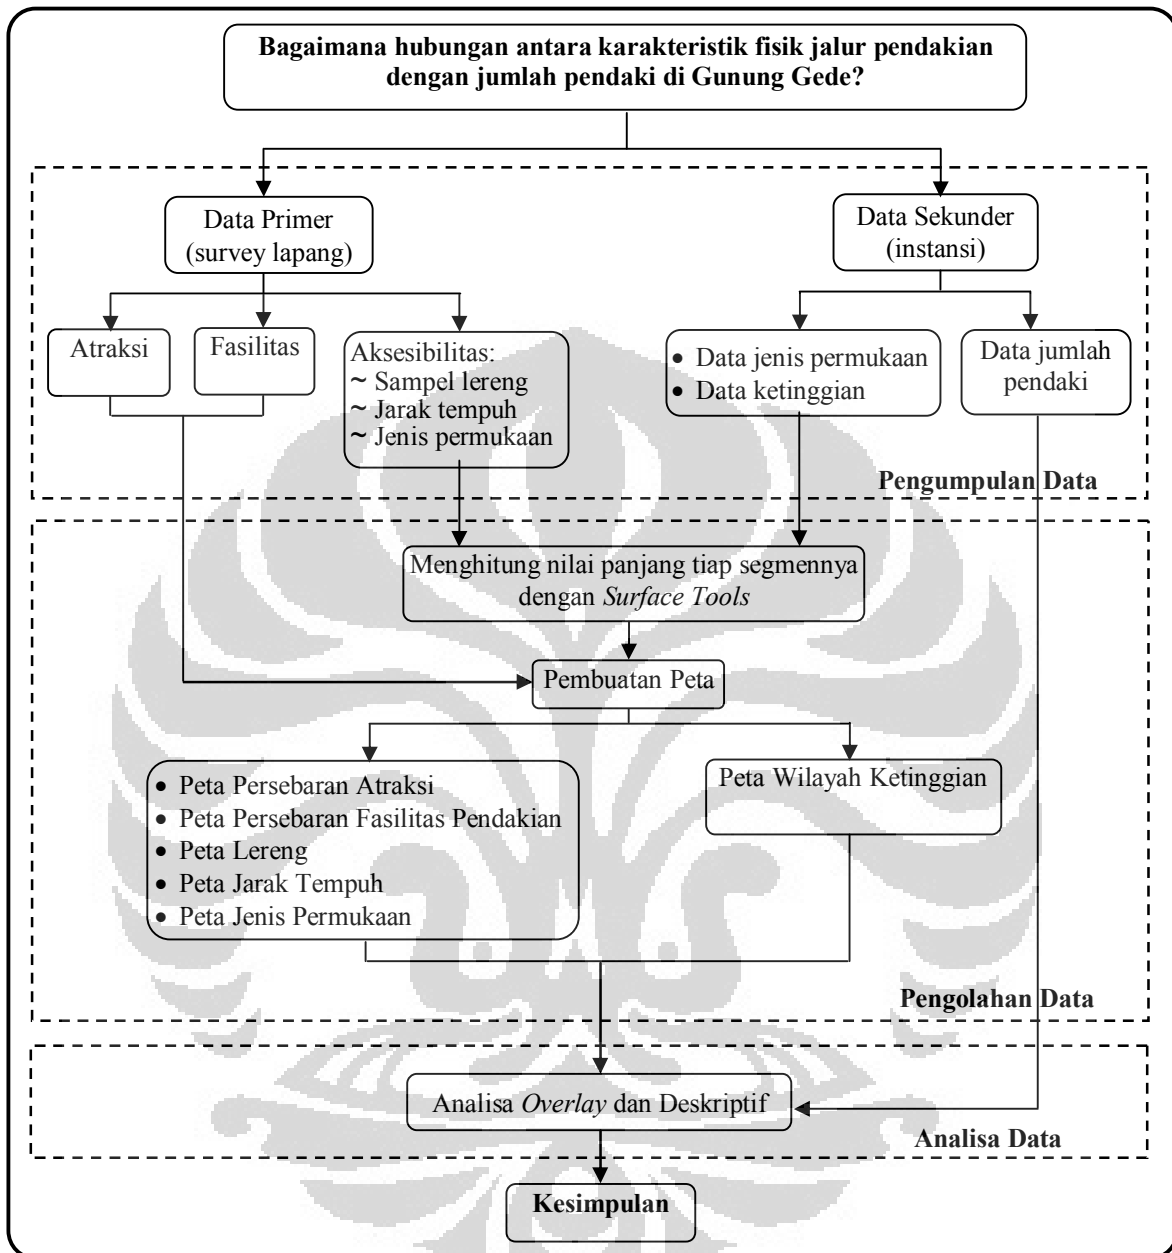 Bagaimana hubungan antara karakteristik fisik jalur pendakian
dengan jumlah pendaki di Gunung Gede?
Data Primer
(survey lapang)
Data Sekunder
(instansi)
Atraksi
Fasilitas
Aksesibilitas:
~ Sampel lereng
~ Jarak tempuh
~ Jenis permukaan
• Data jenis permukaan
• Data ketinggian
Data jumlah
pendaki
Pengumpulan Data
Menghitung nilai panjang tiap segmennya
dengan Surface Tools
Pembuatan Peta
• Peta Persebaran Atraksi
• Peta Persebaran Fasilitas Pendakian
• Peta Lereng
• Peta Jarak Tempuh
• Peta Jenis Permukaan
Peta Wilayah Ketinggian
Pengolahan Data
Analisa Overlay dan Deskriptif
Analisa Data
Kesimpulan